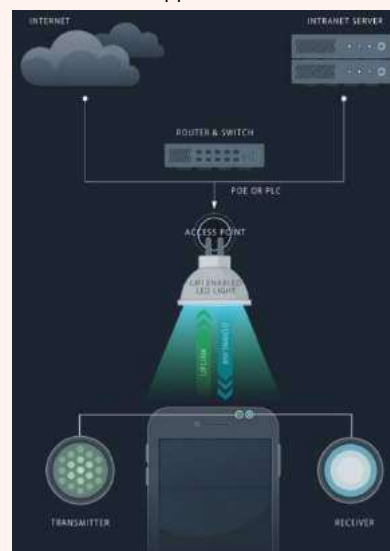 INTERNET
INTRANET SERVER
ROUTER & SWITCH
POE OR PLC
ACCESS POINT
LIFI ENABLED
LED LIGHT
UPLINK
DOWNLINK
TRANSMITTER
RECEIVER